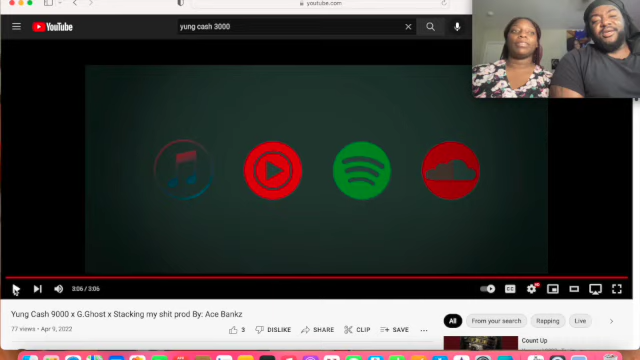 youtube.com
YouTube
yung cash 3000
3:06 / 3:06
CC
Yung Cash 9000 x G.Ghost x Stacking my shit prod By: Ace Bankz
77 views • Apr 9, 2022
3
DISLIKE
SHARE
CLIP
SAVE
All
From your search
Rapping
Live
Count Up